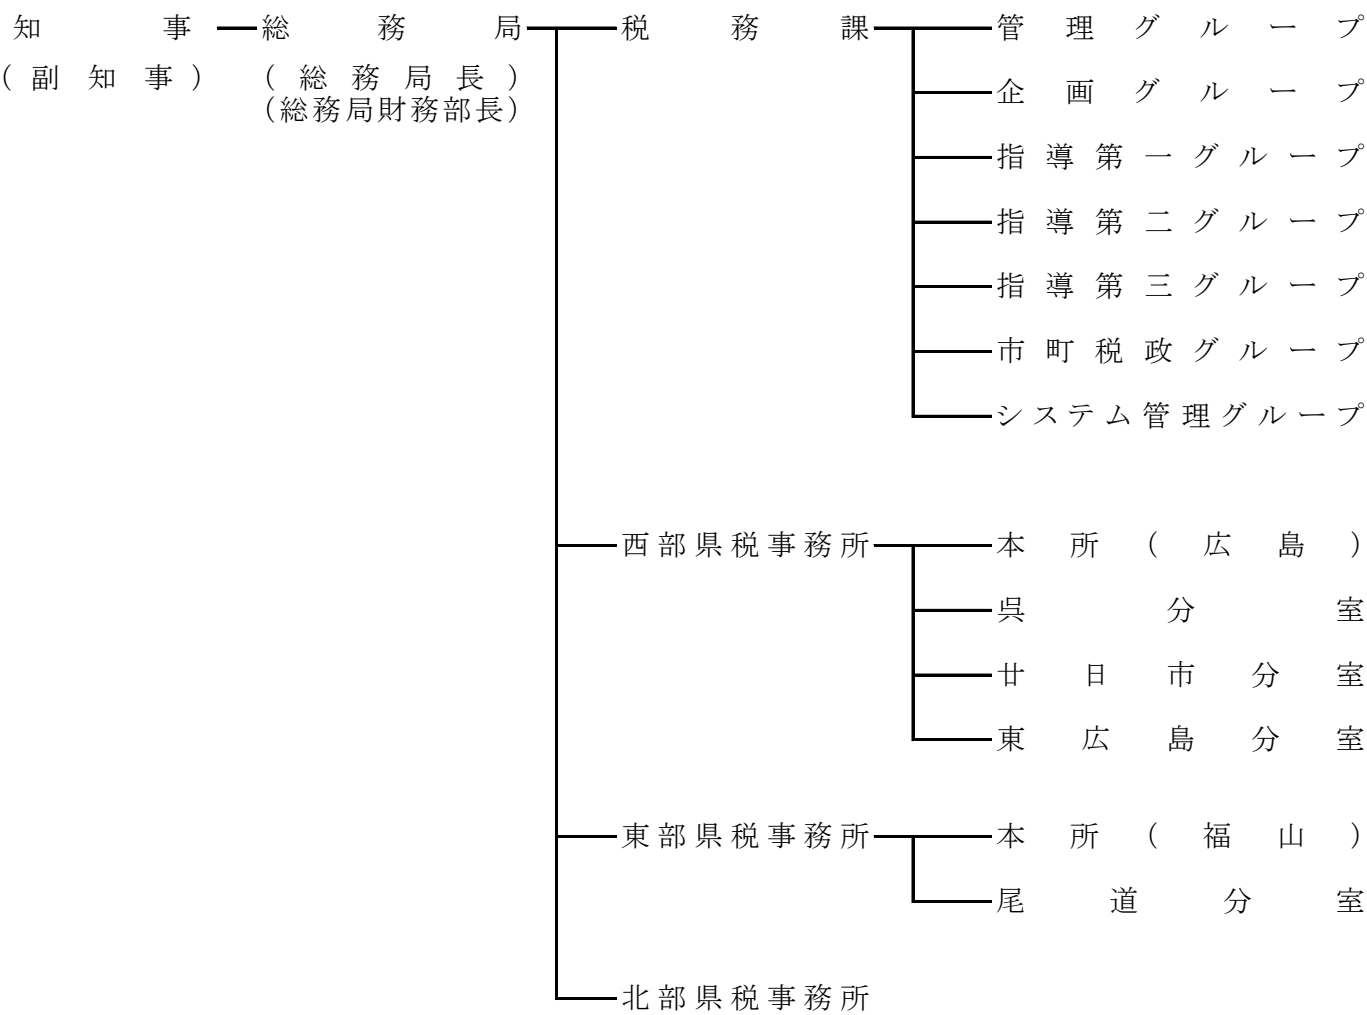 知事 総務局 税務課 管理グループ
(副知事) (総務局長)
(総務局財務部長)
企画グループ
指導第一グループ
指導第二グループ
指導第三グループ
市町税政グループ
システム管理グループ
西部県税事務所 本所(広島)
呉分室
廿日市分室
東広島分室
東部県税事務所 本所(福山)
尾道分室
北部県税事務所